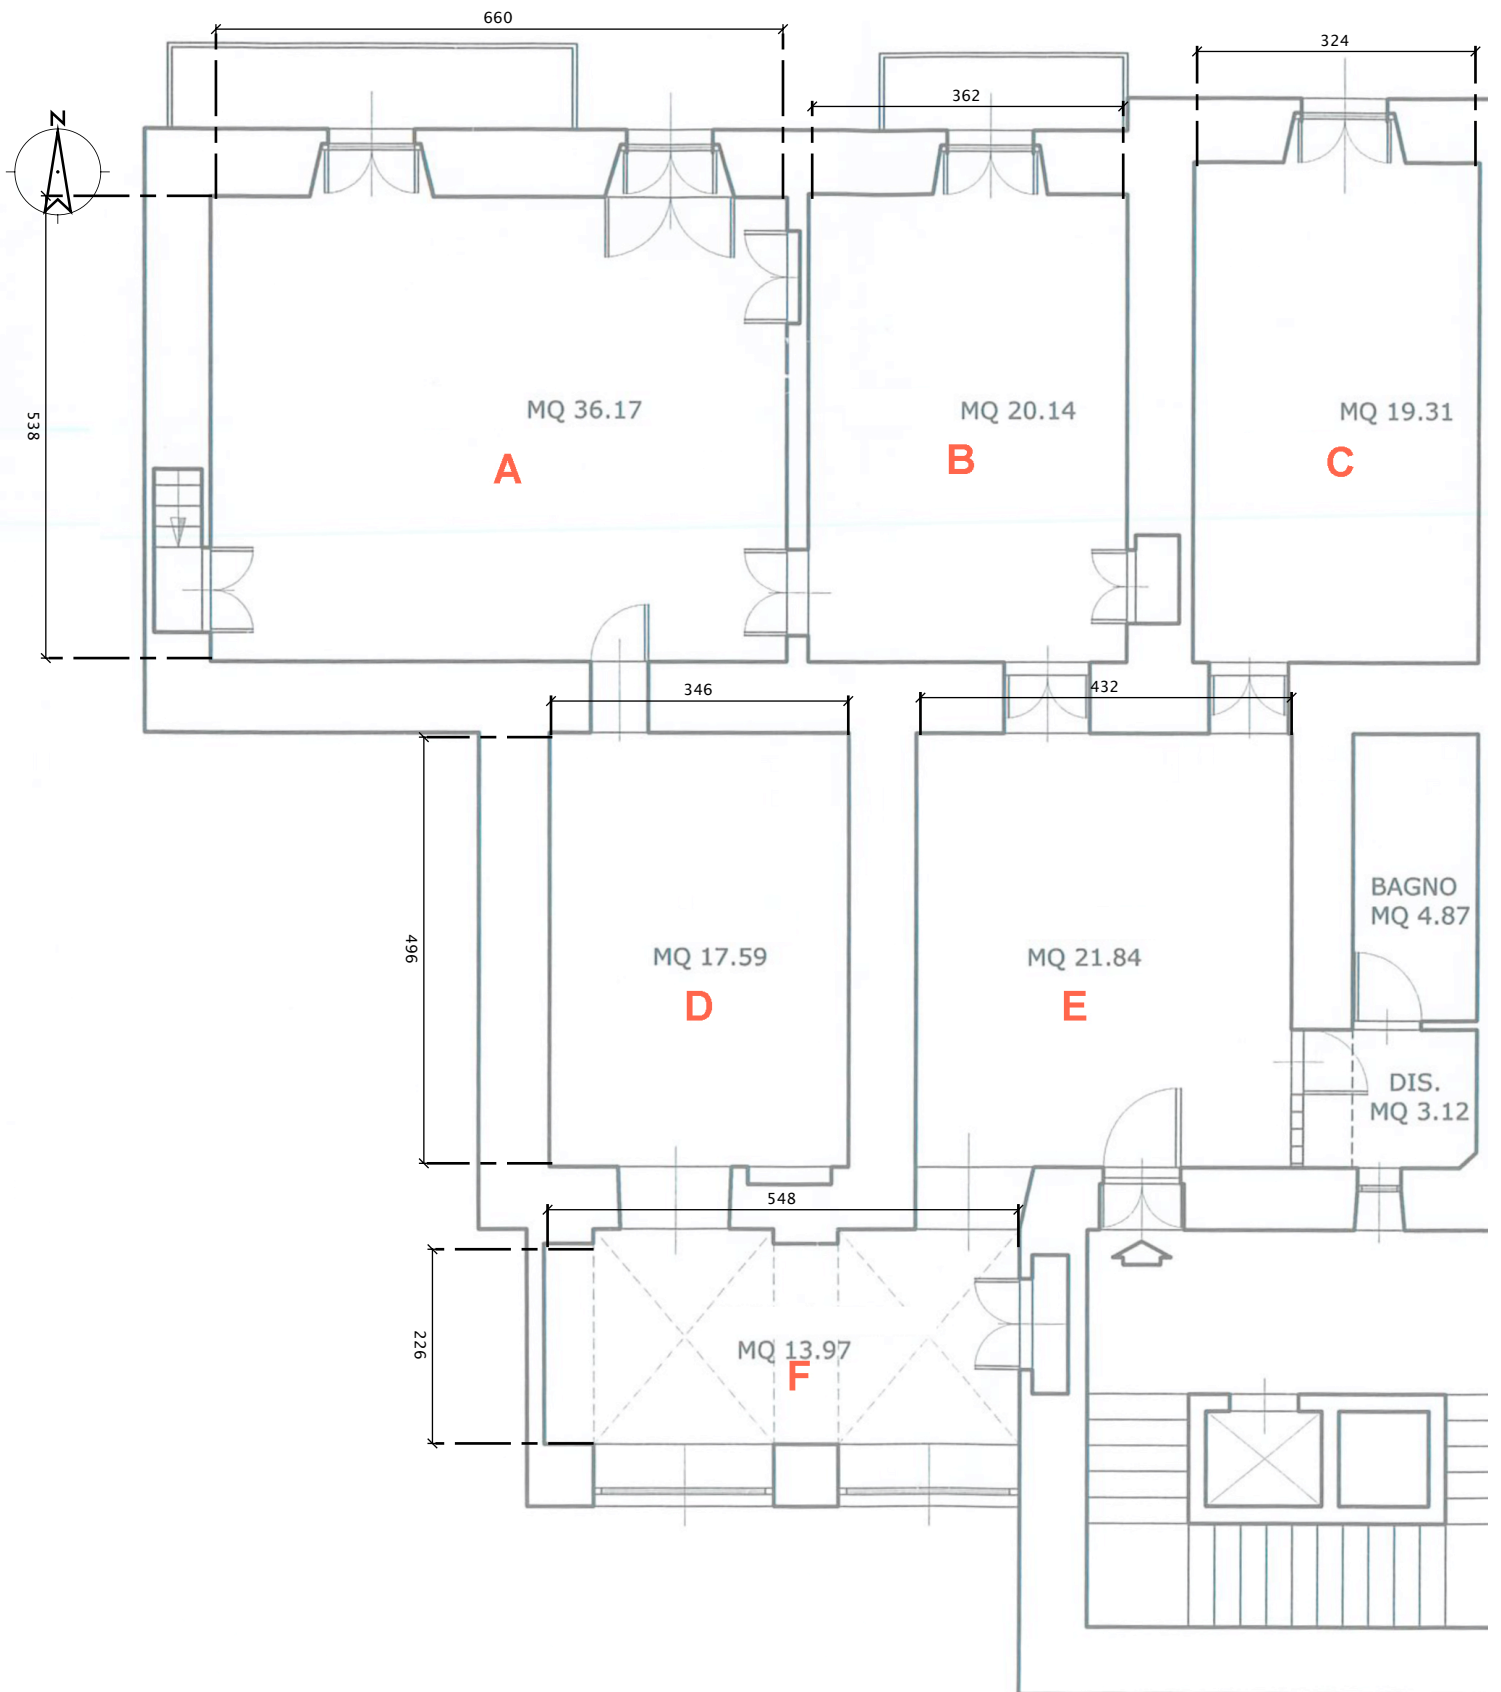 660
324
362
N
538
MQ 36.17
A
MQ 20.14
B
MQ 19.31
C
346
432
496
MQ 17.59
D
MQ 21.84
E
BAGNO
MQ 4.87
DIS.
MQ 3.12
548
226
MQ 13.97
F